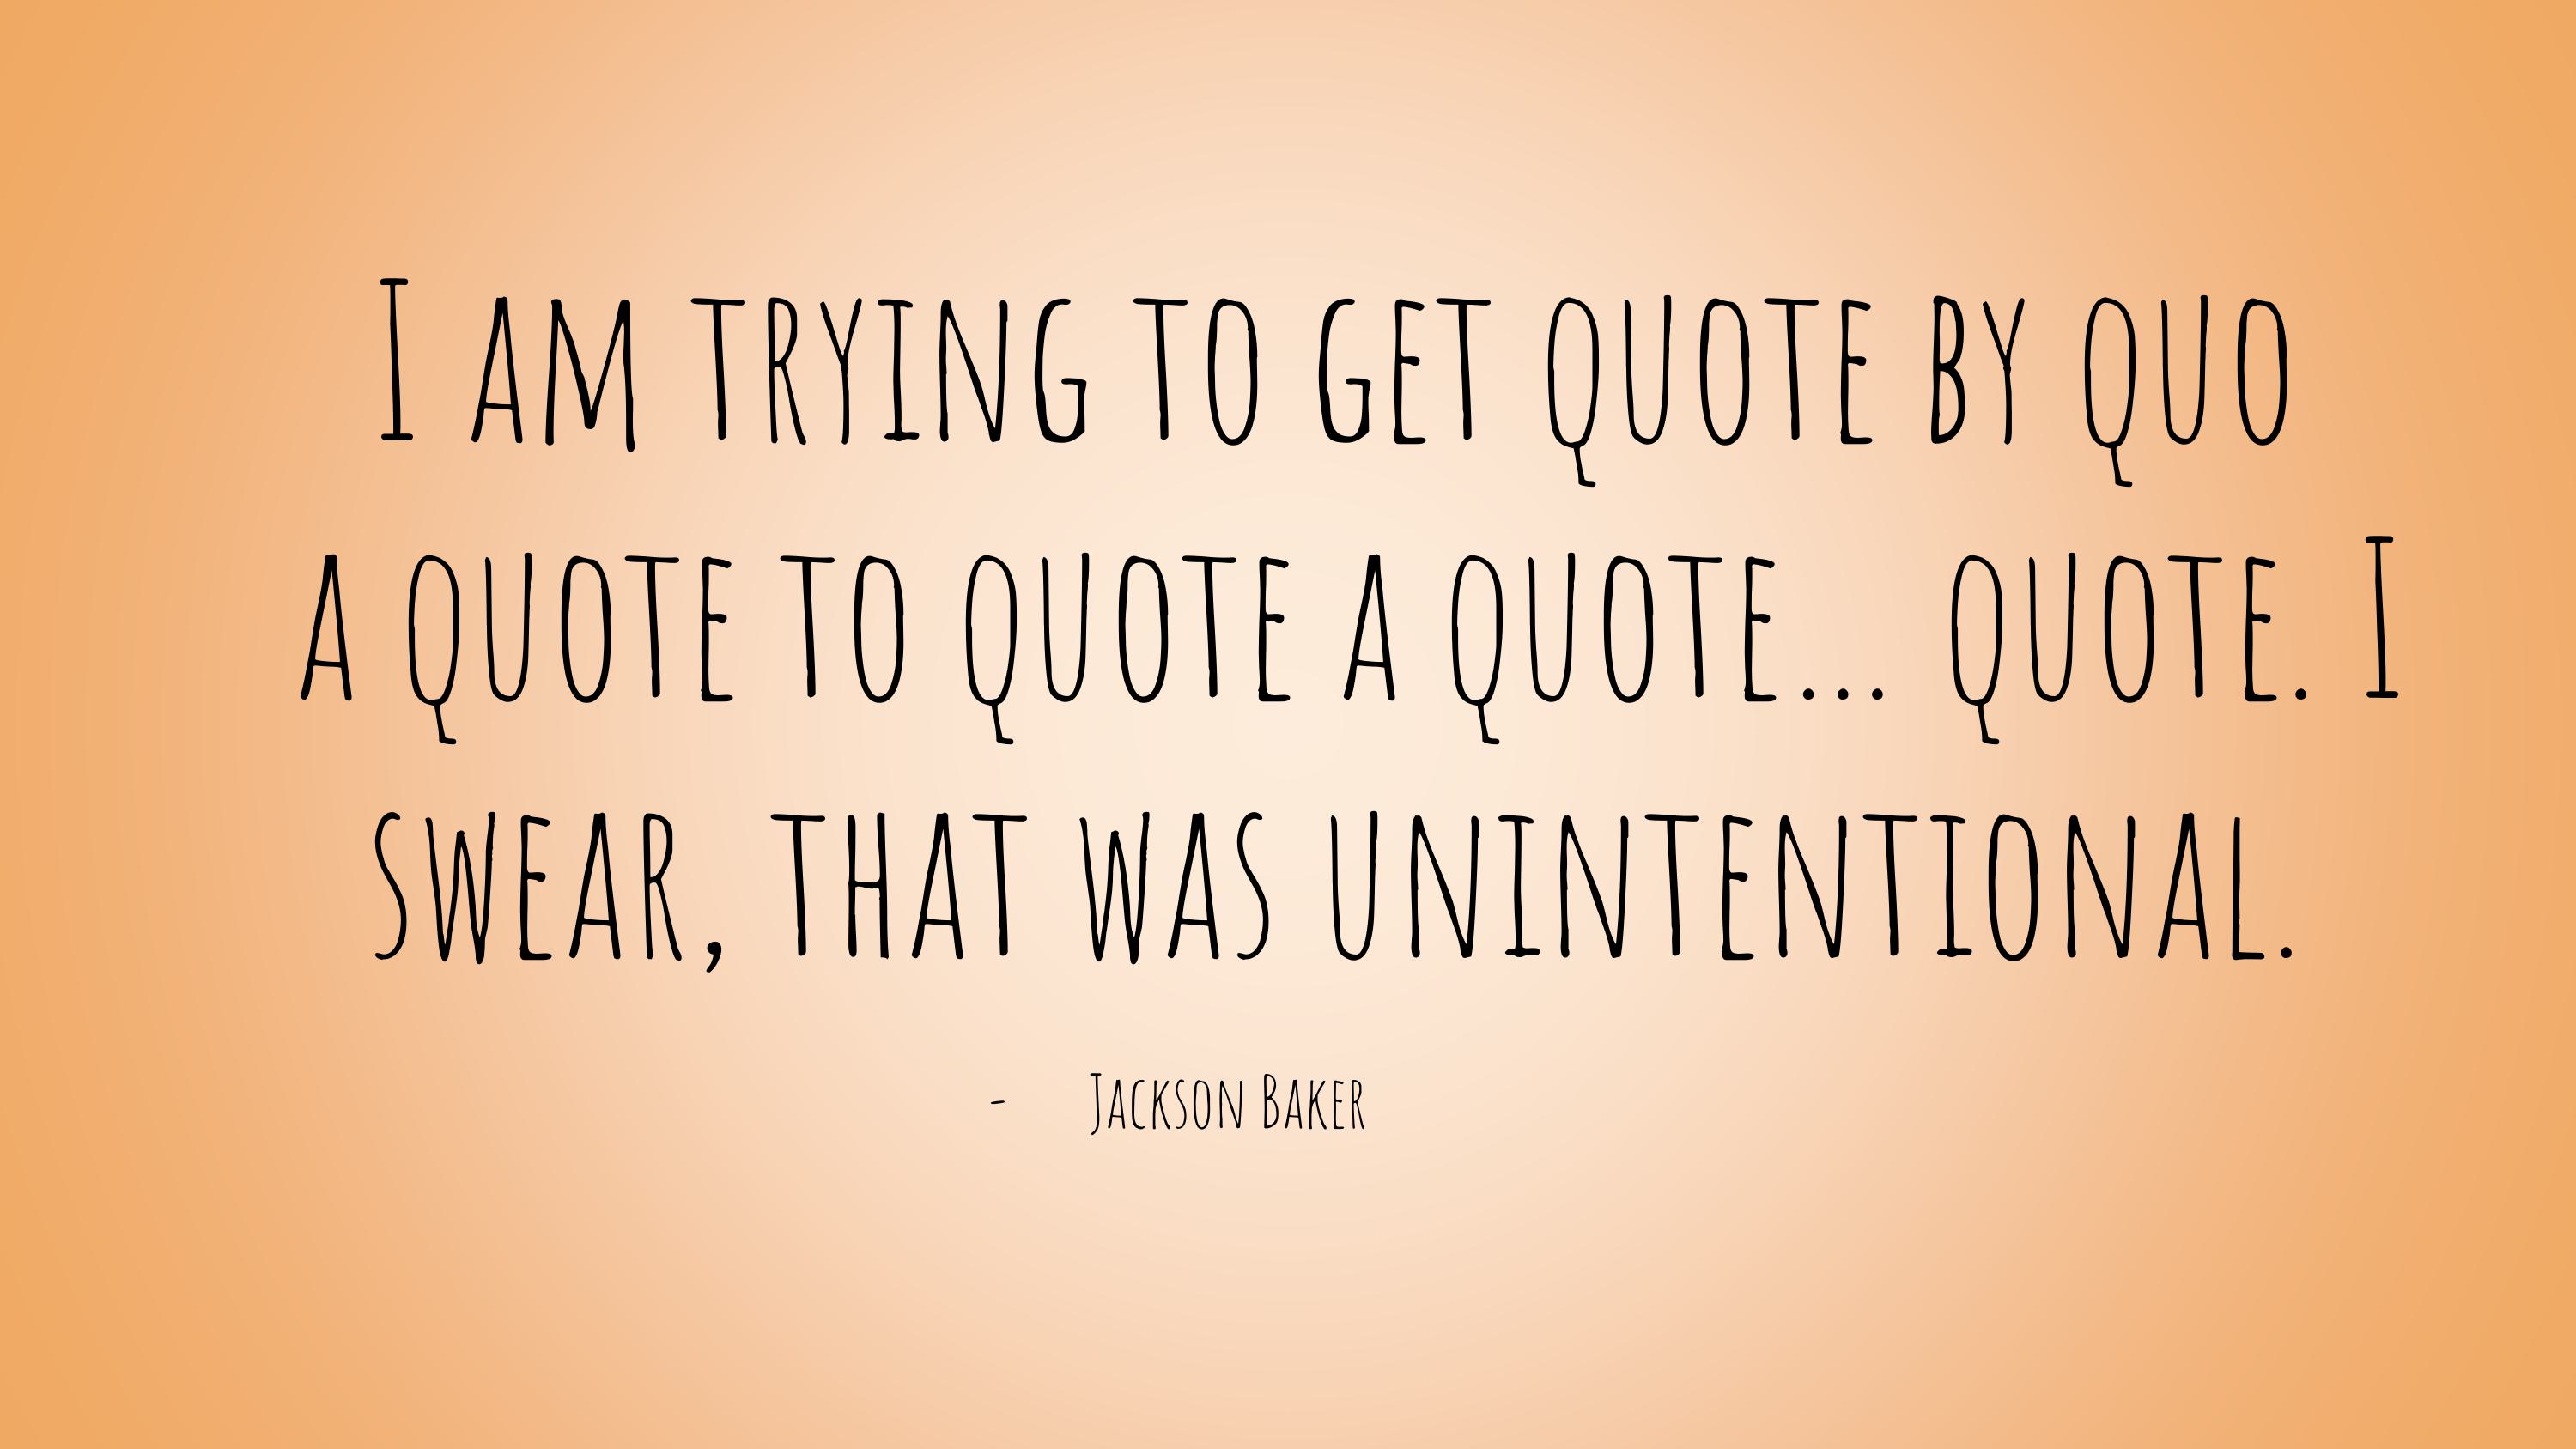 I am trying to get quote by quo
a quote to quote a quote... quote. I
swear, that was unintentional.
- Jackson Baker